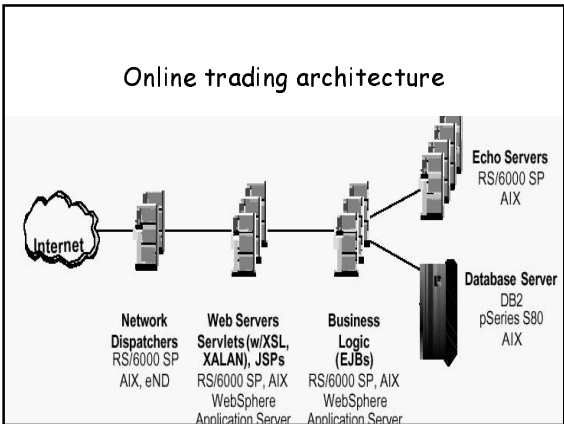 Online trading architecture
Internet
Network
Dispatchers
RS/6000 SP
AIX, eND
Web Servers
Servlets (w/XSL,
XALAN), JSPs
RS/6000 SP, AIX
WebSphere
Application Server
Business
Logic
(EJBs)
RS/6000 SP, AIX
WebSphere
Application Server
Echo Servers
RS/6000 SP
AIX
Database Server
DB2
pSeries S80
AIX